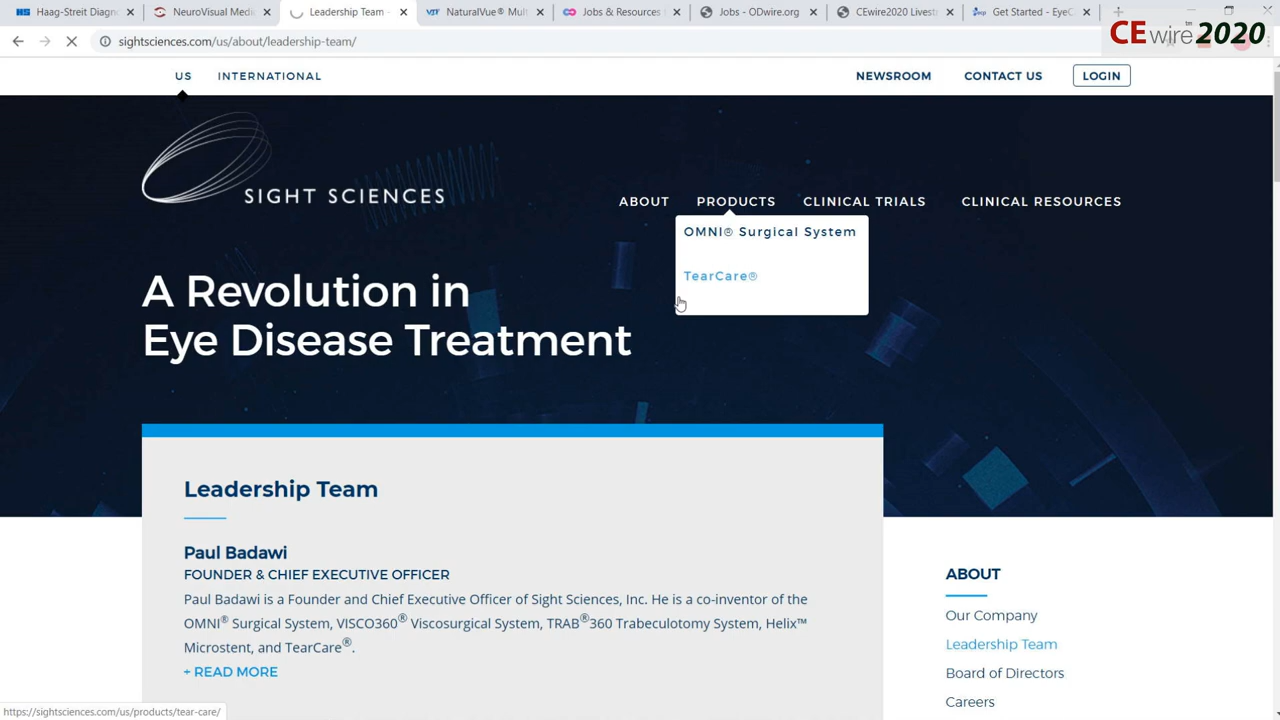 Haag-Streit Diagn
NeuroVisual Medi
Leadership Team -
NaturalVue® Mult
Jobs & Resources
Jobs - ODwire.org
CEwire2020 Livest
Get Started - EyeC
sightsciences.com/us/about/leadership-team/
CEwire™2020
US
INTERNATIONAL
NEWSROOM
CONTACT US
LOGIN
SIGHT SCIENCES
ABOUT
PRODUCTS
CLINICAL TRIALS
CLINICAL RESOURCES
OMNI® Surgical System
TearCare®
A Revolution in
Eye Disease Treatment
Leadership Team
Paul Badawi
FOUNDER & CHIEF EXECUTIVE OFFICER
Paul Badawi is a Founder and Chief Executive Officer of Sight Sciences, Inc. He is a co-inventor of the
OMNI® Surgical System, VISCO360® Viscosurgical System, TRAB®360 Trabeculotomy System, Helix™
Microstent, and TearCare®.
+ READ MORE
ABOUT
Our Company
Leadership Team
Board of Directors
Careers
https://sightsciences.com/us/products/tear-care/